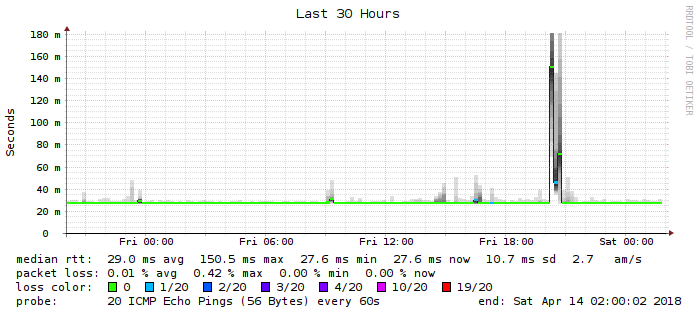 Last 30 Hours
RRDTOOL / TOBI OETIKER
Seconds
180 m
160 m
140 m
120 m
100 m
80 m
60 m
40 m
20 m
0
Fri 00:00 Fri 06:00 Fri 12:00 Fri 18:00 Sat 00:00
median rtt: 29.0 ms avg 150.5 ms max 27.6 ms min 27.6 ms now 10.7 ms sd 2.7 am/s
packet loss: 0.01 % avg 0.42 % max 0.00 % min 0.00 % now
loss color: 0 1/20 2/20 3/20 4/20 10/20 19/20
probe: 20 ICMP Echo Pings (56 Bytes) every 60s end: Sat Apr 14 02:00:02 2018